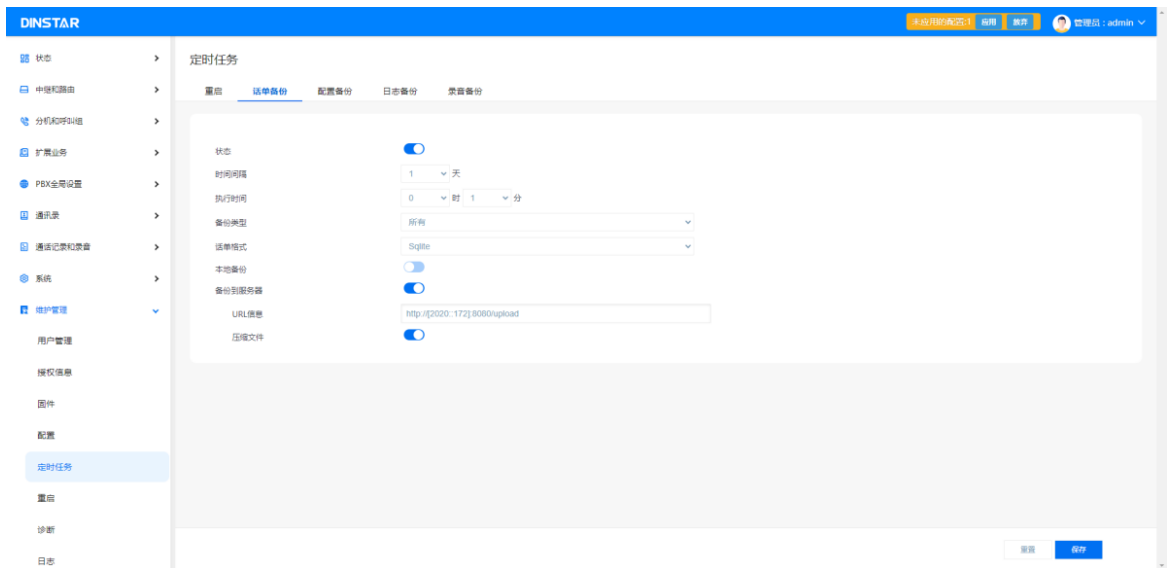 DINSTAR
未应用的配置:1 应用 放弃
管理员 : admin
状态
中继和路由
分机和呼叫组
扩展业务
PBX全局设置
通讯录
通话记录和录音
系统
维护管理
用户管理
授权信息
固件
配置
定时任务
重启
诊断
日志
定时任务
重启 话单备份 配置备份 日志备份 录音备份
状态
时间间隔 1 天
执行时间 0 时 1 分
备份类型 所有
话单格式 Sqlite
本地备份
备份到服务器
URL信息 http://[2020::172]:8080/upload
压缩文件
重置 保存